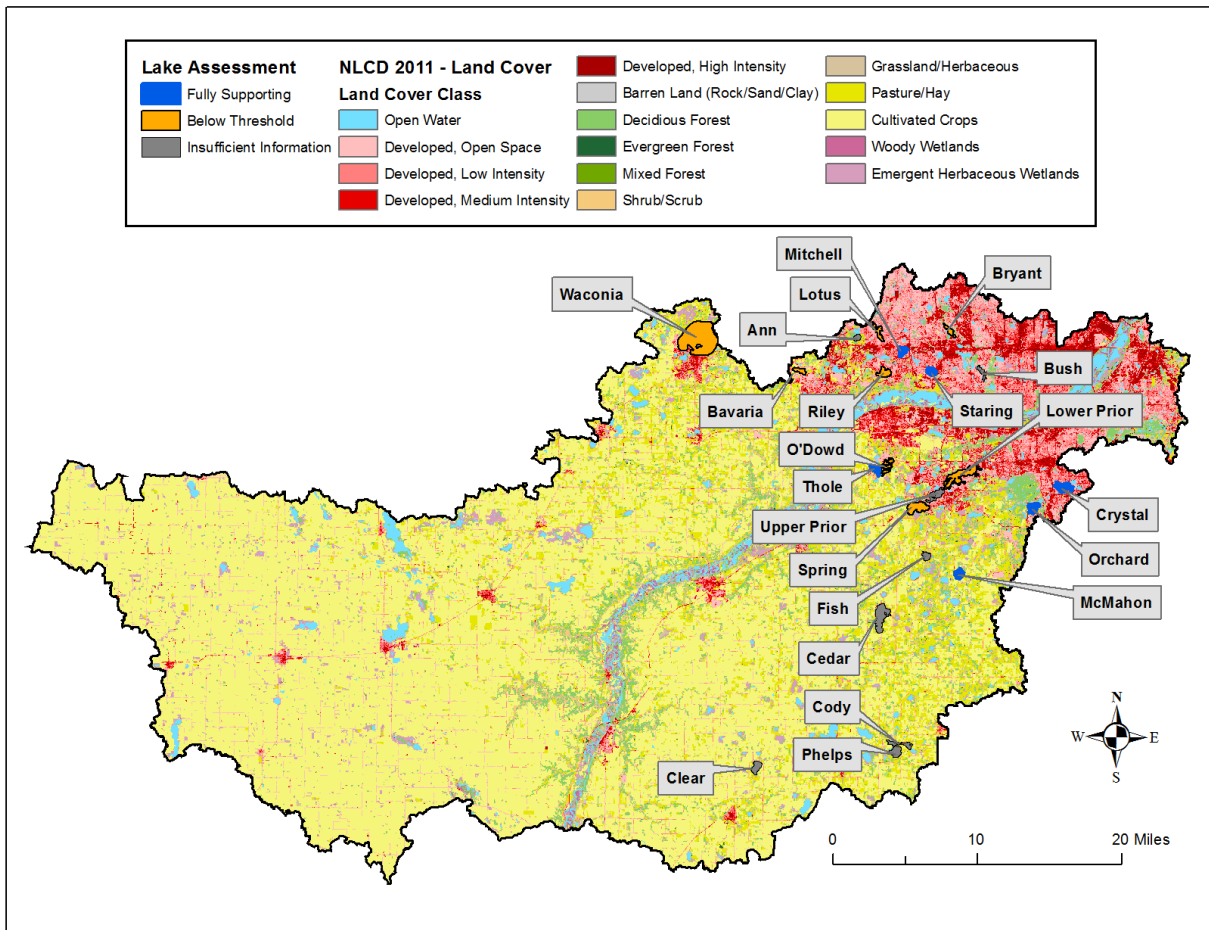 Lake Assessment
Fully Supporting
Below Threshold
Insufficient Information
NLCD 2011 - Land Cover
Land Cover Class
Open Water
Developed, Open Space
Developed, Low Intensity
Developed, Medium Intensity
Developed, High Intensity
Barren Land (Rock/Sand/Clay)
Decidious Forest
Evergreen Forest
Mixed Forest
Shrub/Scrub
Grassland/Herbaceous
Pasture/Hay
Cultivated Crops
Woody Wetlands
Emergent Herbaceous Wetlands
Mitchell
Bryant
Waconia
Lotus
Ann
Bush
Bavaria
Riley
Staring
Lower Prior
O'Dowd
Thole
Crystal
Upper Prior
Orchard
Spring
McMahon
Fish
Cedar
Cody
Phelps
Clear
N
W
E
S
0
10
20 Miles